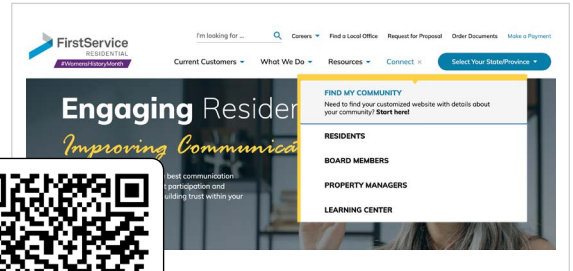 I'm looking for ...
Careers
Find a Local Office
Request for Proposal
Order Documents
Make a Payment
FirstService
RESIDENTIAL
#WomensHistoryMonth
Current Customers
What We Do
Resources
Connect ×
Select Your State/Province
FIND MY COMMUNITY
Need to find your customized website with details about
your community? Start here!
RESIDENTS
BOARD MEMBERS
PROPERTY MANAGERS
LEARNING CENTER
Engaging Resider
Improving Communica
best communication
t participation and
uilding trust within your